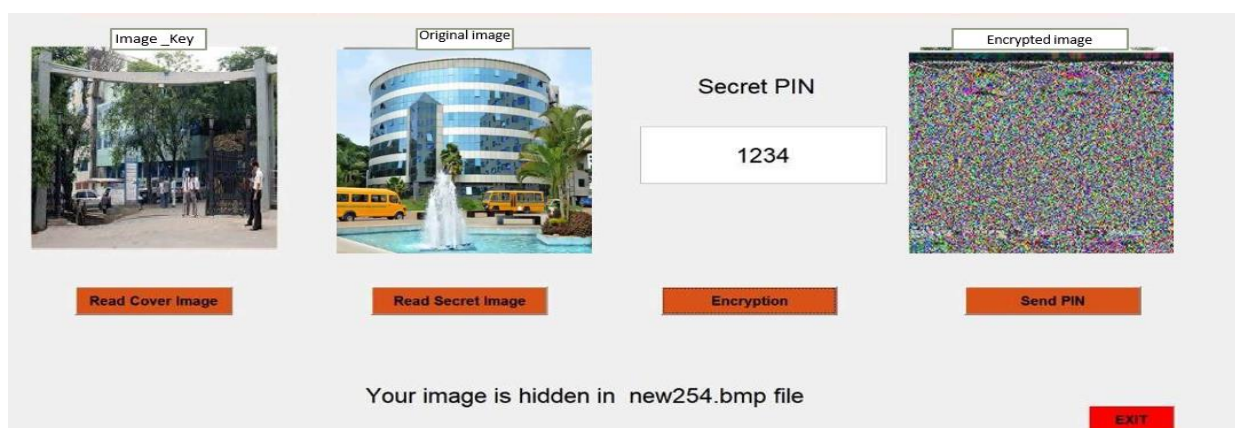 Image _Key
Original image
Encrypted image
Secret PIN
1234
Read Cover Image
Read Secret Image
Encryption
Send PIN
Your image is hidden in new254.bmp file
EXIT